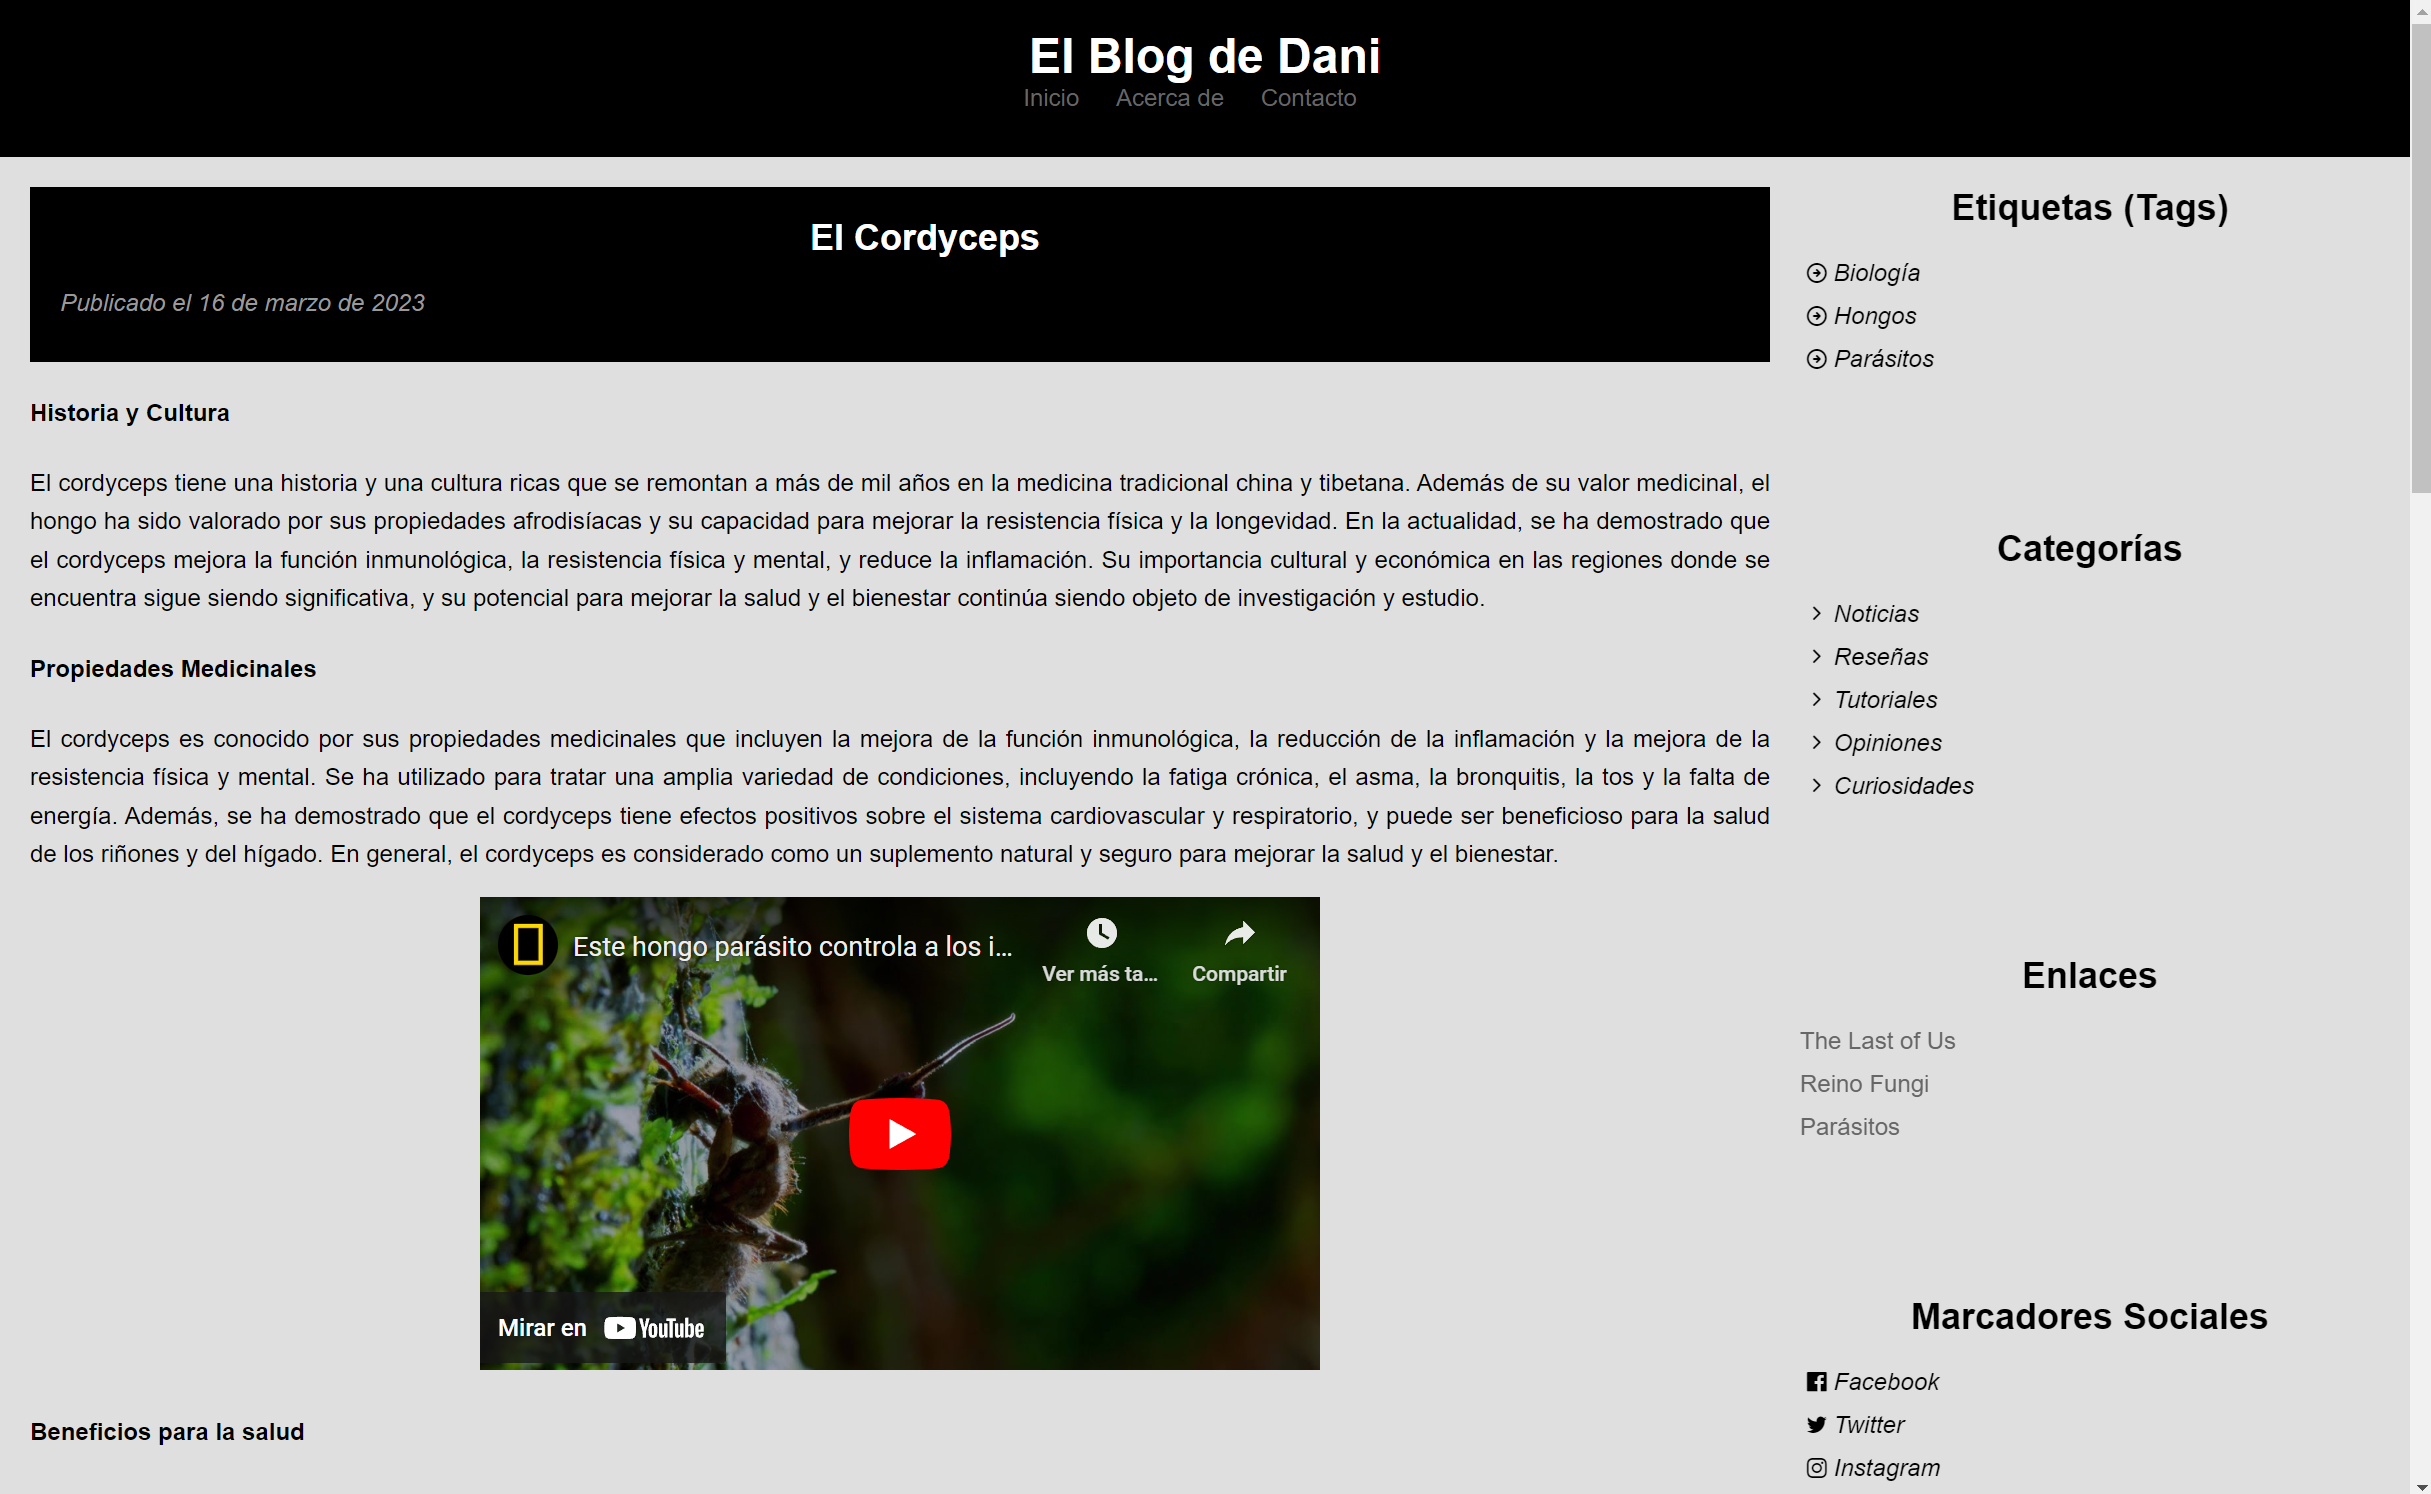 El Blog de Dani
Inicio Acerca de Contacto
El Cordyceps
Publicado el 16 de marzo de 2023
Historia y Cultura
El cordyceps tiene una historia y una cultura ricas que se remontan a más de mil años en la medicina tradicional china y tibetana. Además de su valor medicinal, el
hongo ha sido valorado por sus propiedades afrodisíacas y su capacidad para mejorar la resistencia física y la longevidad. En la actualidad, se ha demostrado que
el cordyceps mejora la función inmunológica, la resistencia física y mental, y reduce la inflamación. Su importancia cultural y económica en las regiones donde se
encuentra sigue siendo significativa, y su potencial para mejorar la salud y el bienestar continúa siendo objeto de investigación y estudio.
Propiedades Medicinales
El cordyceps es conocido por sus propiedades medicinales que incluyen la mejora de la función inmunológica, la reducción de la inflamación y la mejora de la
resistencia física y mental. Se ha utilizado para tratar una amplia variedad de condiciones, incluyendo la fatiga crónica, el asma, la bronquitis, la tos y la falta de
energía. Además, se ha demostrado que el cordyceps tiene efectos positivos sobre el sistema cardiovascular y respiratorio, y puede ser beneficioso para la salud
de los riñones y del hígado. En general, el cordyceps es considerado como un suplemento natural y seguro para mejorar la salud y el bienestar.
Este hongo parásito controla a los i...
Ver más ta... Compartir
Mirar en YouTube
Beneficios para la salud
Etiquetas (Tags)
Biología
Hongos
Parásitos
Categorías
Noticias
Reseñas
Tutoriales
Opiniones
Curiosidades
Enlaces
The Last of Us
Reino Fungi
Parásitos
Marcadores Sociales
Facebook
Twitter
Instagram